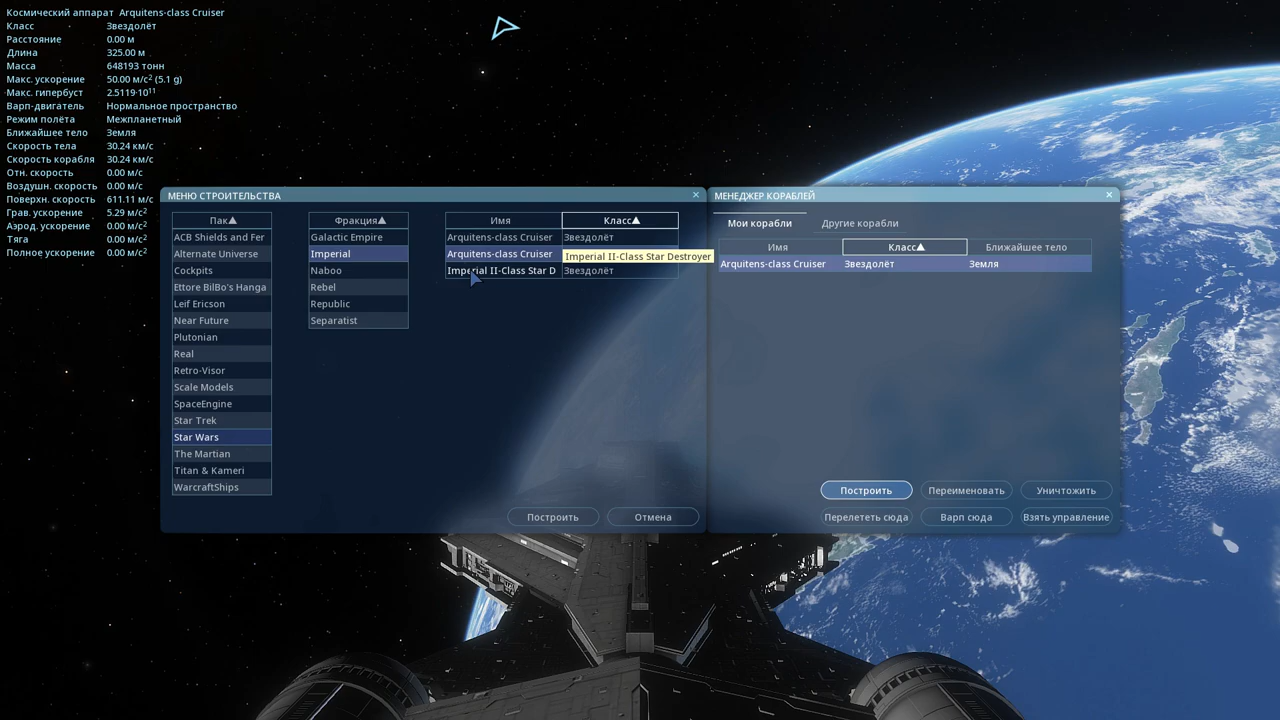 Космический аппарат Arquitens-class Cruiser
Класс Звездолёт
Расстояние 0.00 м
Длина 325.00 м
Масса 648193 тонн
Макс. ускорение 50.00 м/с² (5.1 g)
Макс. гипербуст 2.5119·10¹¹
Варп-двигатель Нормальное пространство
Режим полёта Межпланетный
Ближайшее тело Земля
Скорость тела 30.24 км/с
Скорость корабля 30.24 км/с
Отн. скорость 0.00 м/с
Воздушн. скорость 0.00 м/с
Поверхн. скорость 611.11 м/с
Грав. ускорение 5.29 м/с²
Аэрод. ускорение 0.00 м/с²
Тяга 0.00 м/с²
Полное ускорение 0.00 м/с²
МЕНЮ СТРОИТЕЛЬСТВА
Пак▲
ACB Shields and Fer
Alternate Universe
Cockpits
Ettore BilBo's Hanga
Leif Ericson
Near Future
Plutonian
Real
Retro-Visor
Scale Models
SpaceEngine
Star Trek
Star Wars
The Martian
Titan & Kameri
WarcraftShips
Фракция▲
Galactic Empire
Imperial
Naboo
Rebel
Republic
Separatist
Имя Класс▲
Arquitens-class Cruiser Звездолёт
Arquitens-class Cruiser
Imperial II-Class Star Destroyer
Imperial II-Class Star D Звездолёт
Построить Отмена
МЕНЕДЖЕР КОРАБЛЕЙ
Мои корабли Другие корабли
Имя Класс▲ Ближайшее тело
Arquitens-class Cruiser Звездолёт Земля
Построить Переименовать Уничтожить
Перелететь сюда Варп сюда Взять управление